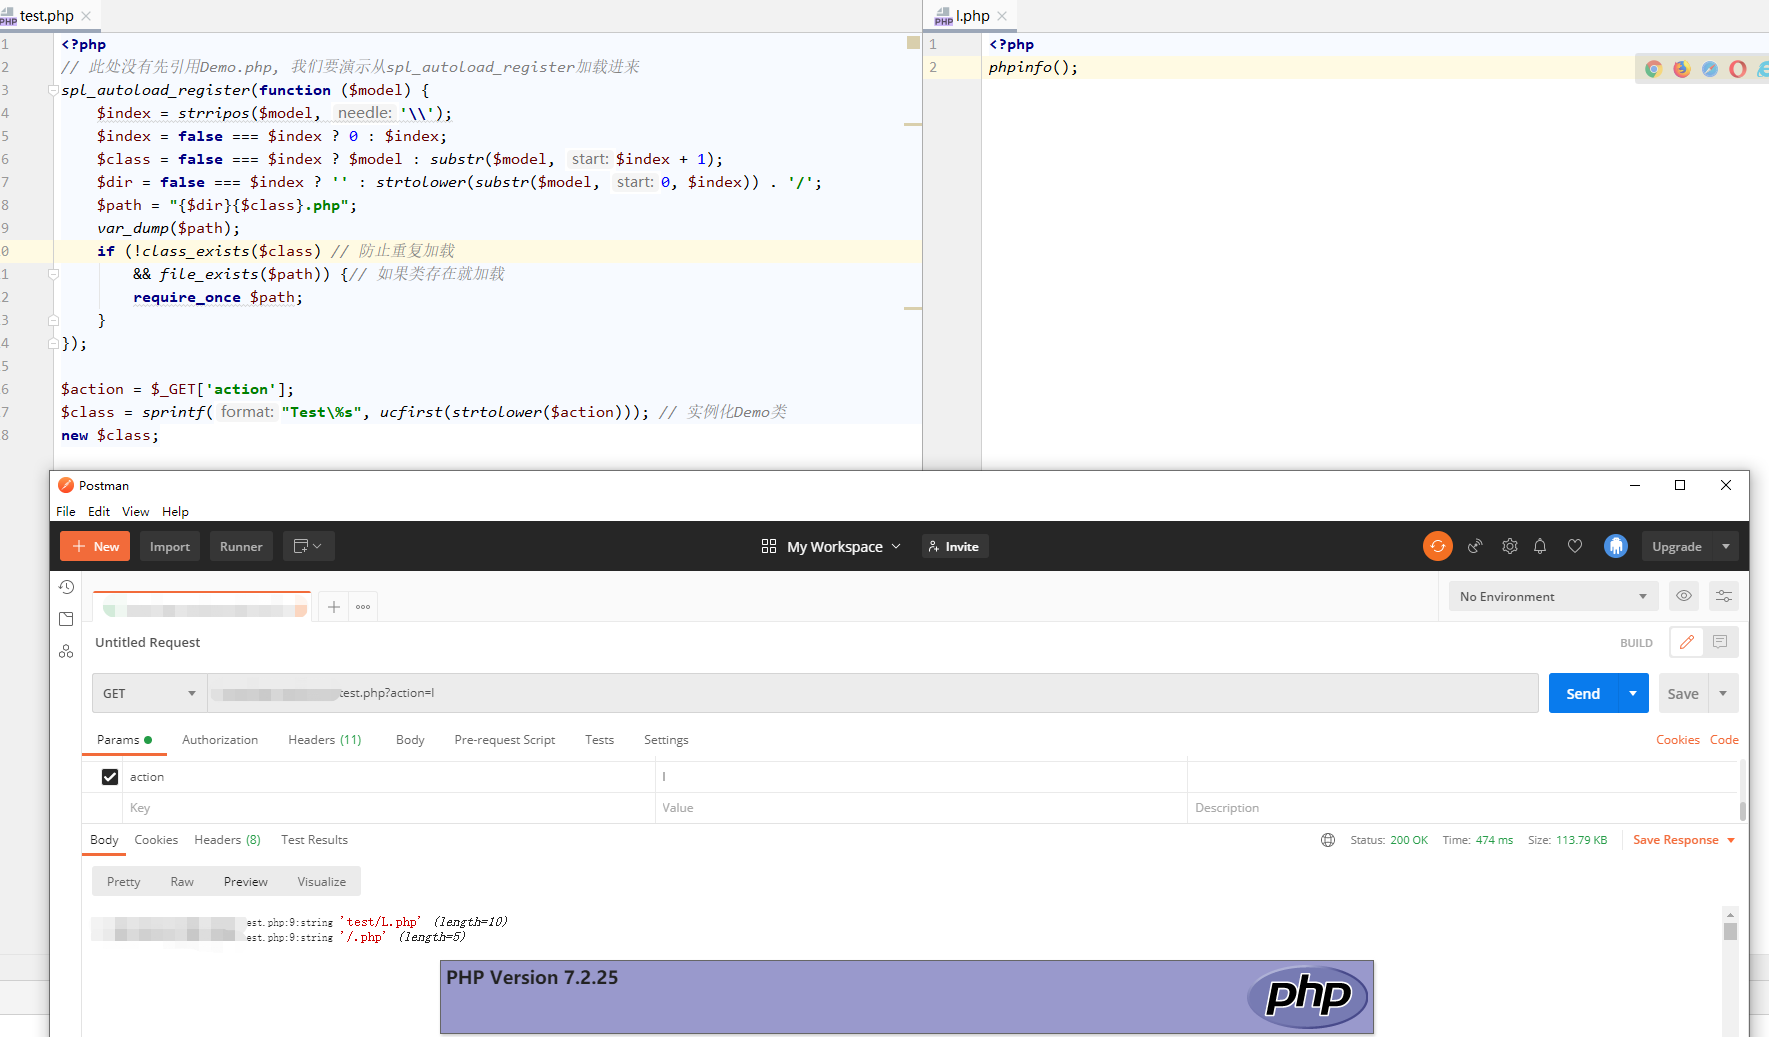 test.php
1 <?php
2 // 此处没有先引用Demo.php, 我们要演示从spl_autoload_register加载进来
3 spl_autoload_register(function ($model) {
4 $index = strripos($model, needle: '\\');
5 $index = false === $index ? 0 : $index;
6 $class = false === $index ? $model : substr($model, start: $index + 1);
7 $dir = false === $index ? '' : strtolower(substr($model, start: 0, $index)) . '/';
8 $path = "{$dir}{$class}.php";
9 var_dump($path);
0 if (!class_exists($class) // 防止重复加载
1 && file_exists($path)) {// 如果类存在就加载
2 require_once $path;
3 }
4 });
5
6 $action = $_GET['action'];
7 $class = sprintf( format: "Test\%s", ucfirst(strtolower($action))); // 实例化Demo类
8 new $class;
l.php
1 <?php
2 phpinfo();
Postman
File Edit View Help
New Import Runner My Workspace Invite Upgrade
No Environment
Untitled Request BUILD
GET test.php?action=l Send Save
Params Authorization Headers (11) Body Pre-request Script Tests Settings Cookies Code
action l
Key Value Description
Body Cookies Headers (8) Test Results Status: 200 OK Time: 474 ms Size: 113.79 KB Save Response
Pretty Raw Preview Visualize
est.php:9:string 'test/L.php' (length=10)
est.php:9:string '/.php' (length=5)
PHP Version 7.2.25 php